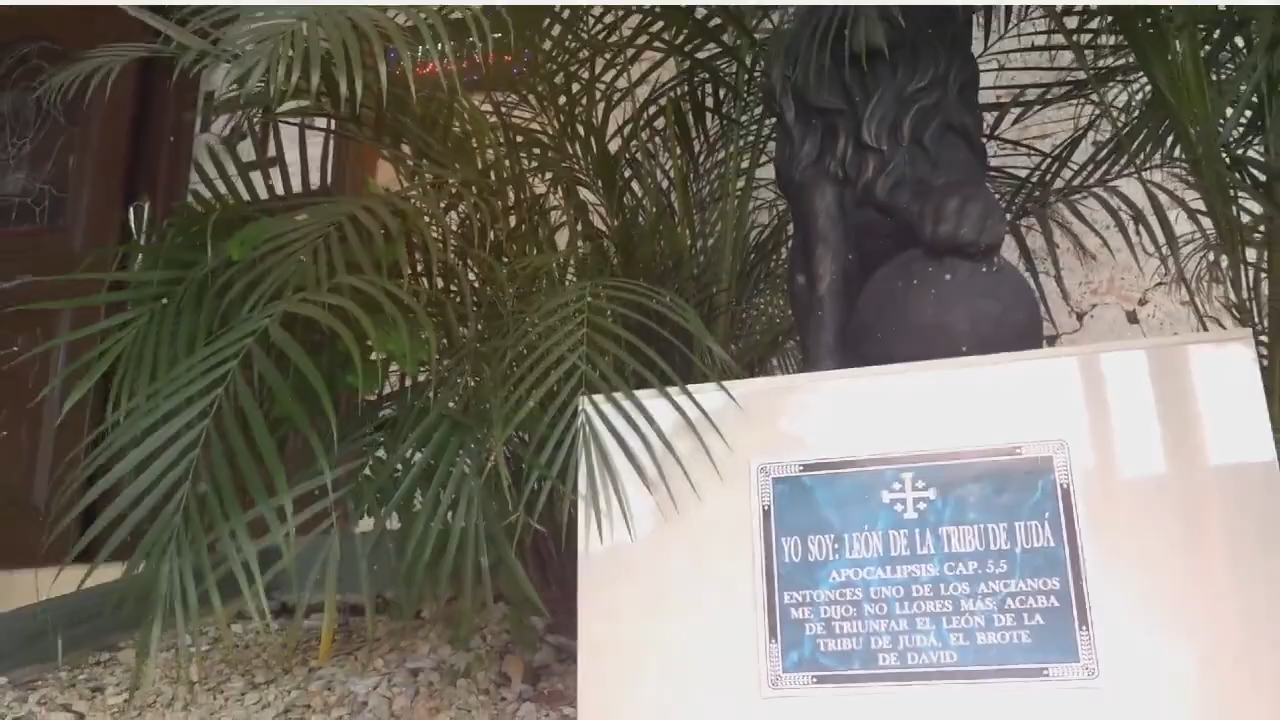 YO SOY: LEÓN DE LA TRIBU DE JUDÁ
APOCALIPSIS: CAP. 5,5
ENTONCES UNO DE LOS ANCIANOS
ME DIJO: NO LLORES MÁS; ACABA
DE TRIUNFAR EL LEÓN DE LA
TRIBU DE JUDÁ, EL BROTE
DE DAVID